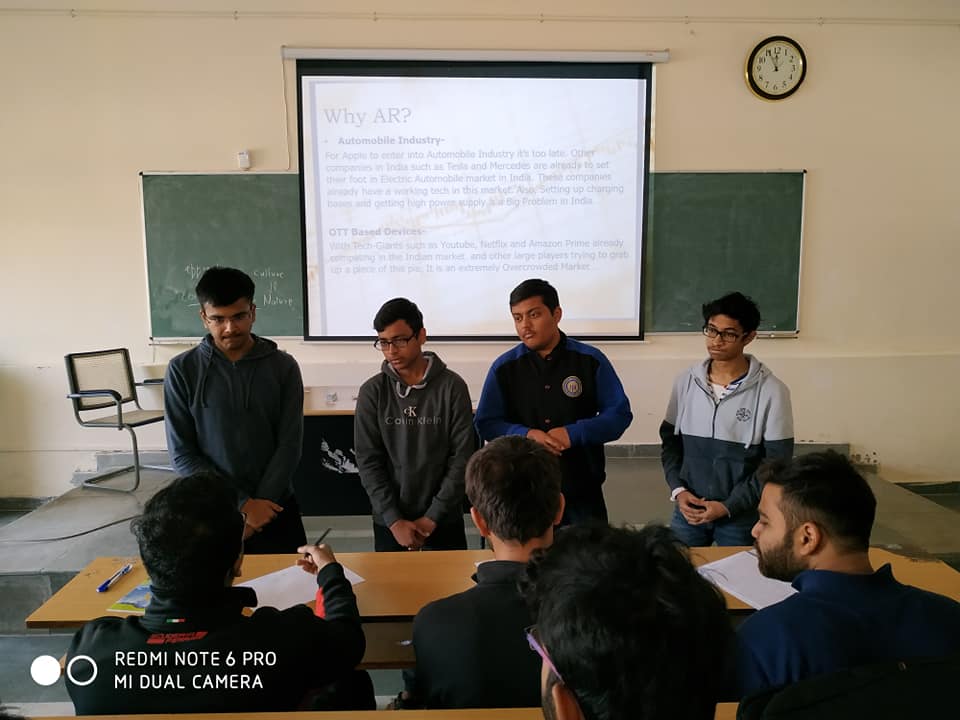 Why AR?
- Automobile Industry-
For Apple to enter into Automobile Industry it's too late. Other
companies in India such as Tesla and Mercedes are already to set
their foot in Electric Automobile market in India. These companies
already have a working tech in this market. Also, Setting up charging
bases and getting high power supply is a Big Problem in India.
OTT Based Devices-
With Tech-Giants such as Youtube, Netflix and Amazon Prime already
competing in the Indian market, and other large players trying to grab
up a piece of this pie, It is an extremely Overcrowded Market.
culture
of
Nature
12
CK
Calvin Klein
REDMI NOTE 6 PRO
MI DUAL CAMERA